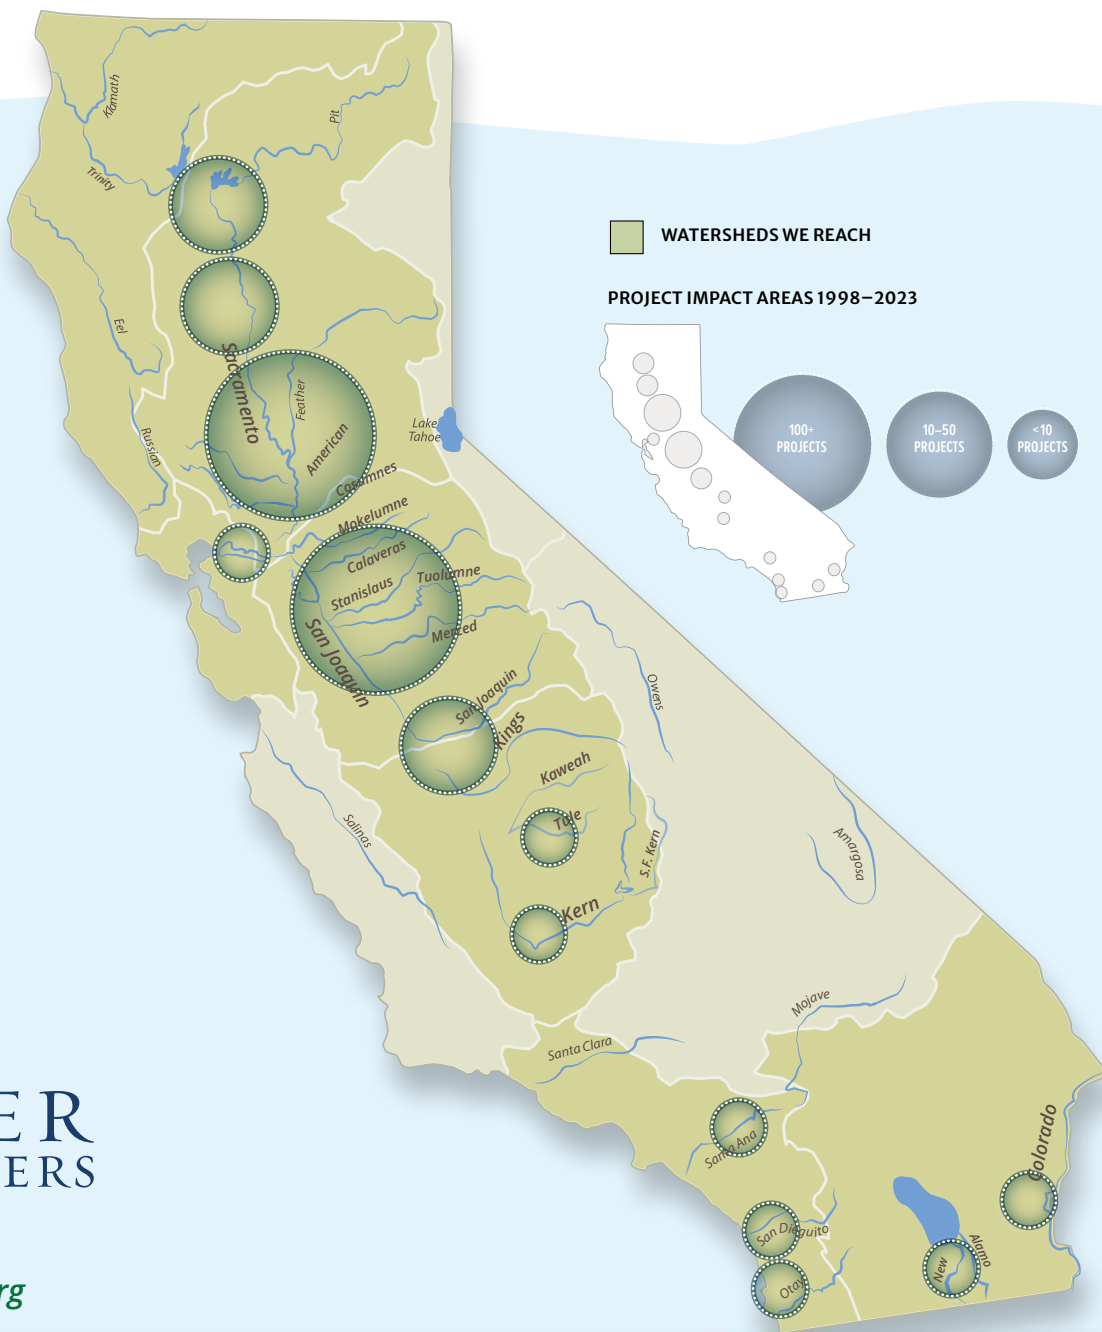 Klamath
Pit
Trinity
WATERSHEDS WE REACH
PROJECT IMPACT AREAS 1998–2023
Eel
Sacramento
Feather
American
Lake
Tahoe
Russian
100+
PROJECTS
10–50
PROJECTS
<10
PROJECTS
Cosumnes
Mokelumne
Calaveras
Stanislaus
Tuolumne
Merced
San Joaquin
San Joaquin
Kings
Owens
Kaweah
Tule
S.F. Kern
Salinas
Amargosa
Kern
Mojave
Santa Clara
ER
ERS
Santa Ana
Colorado
San Dieguito
Alamo
New
Otay
rg